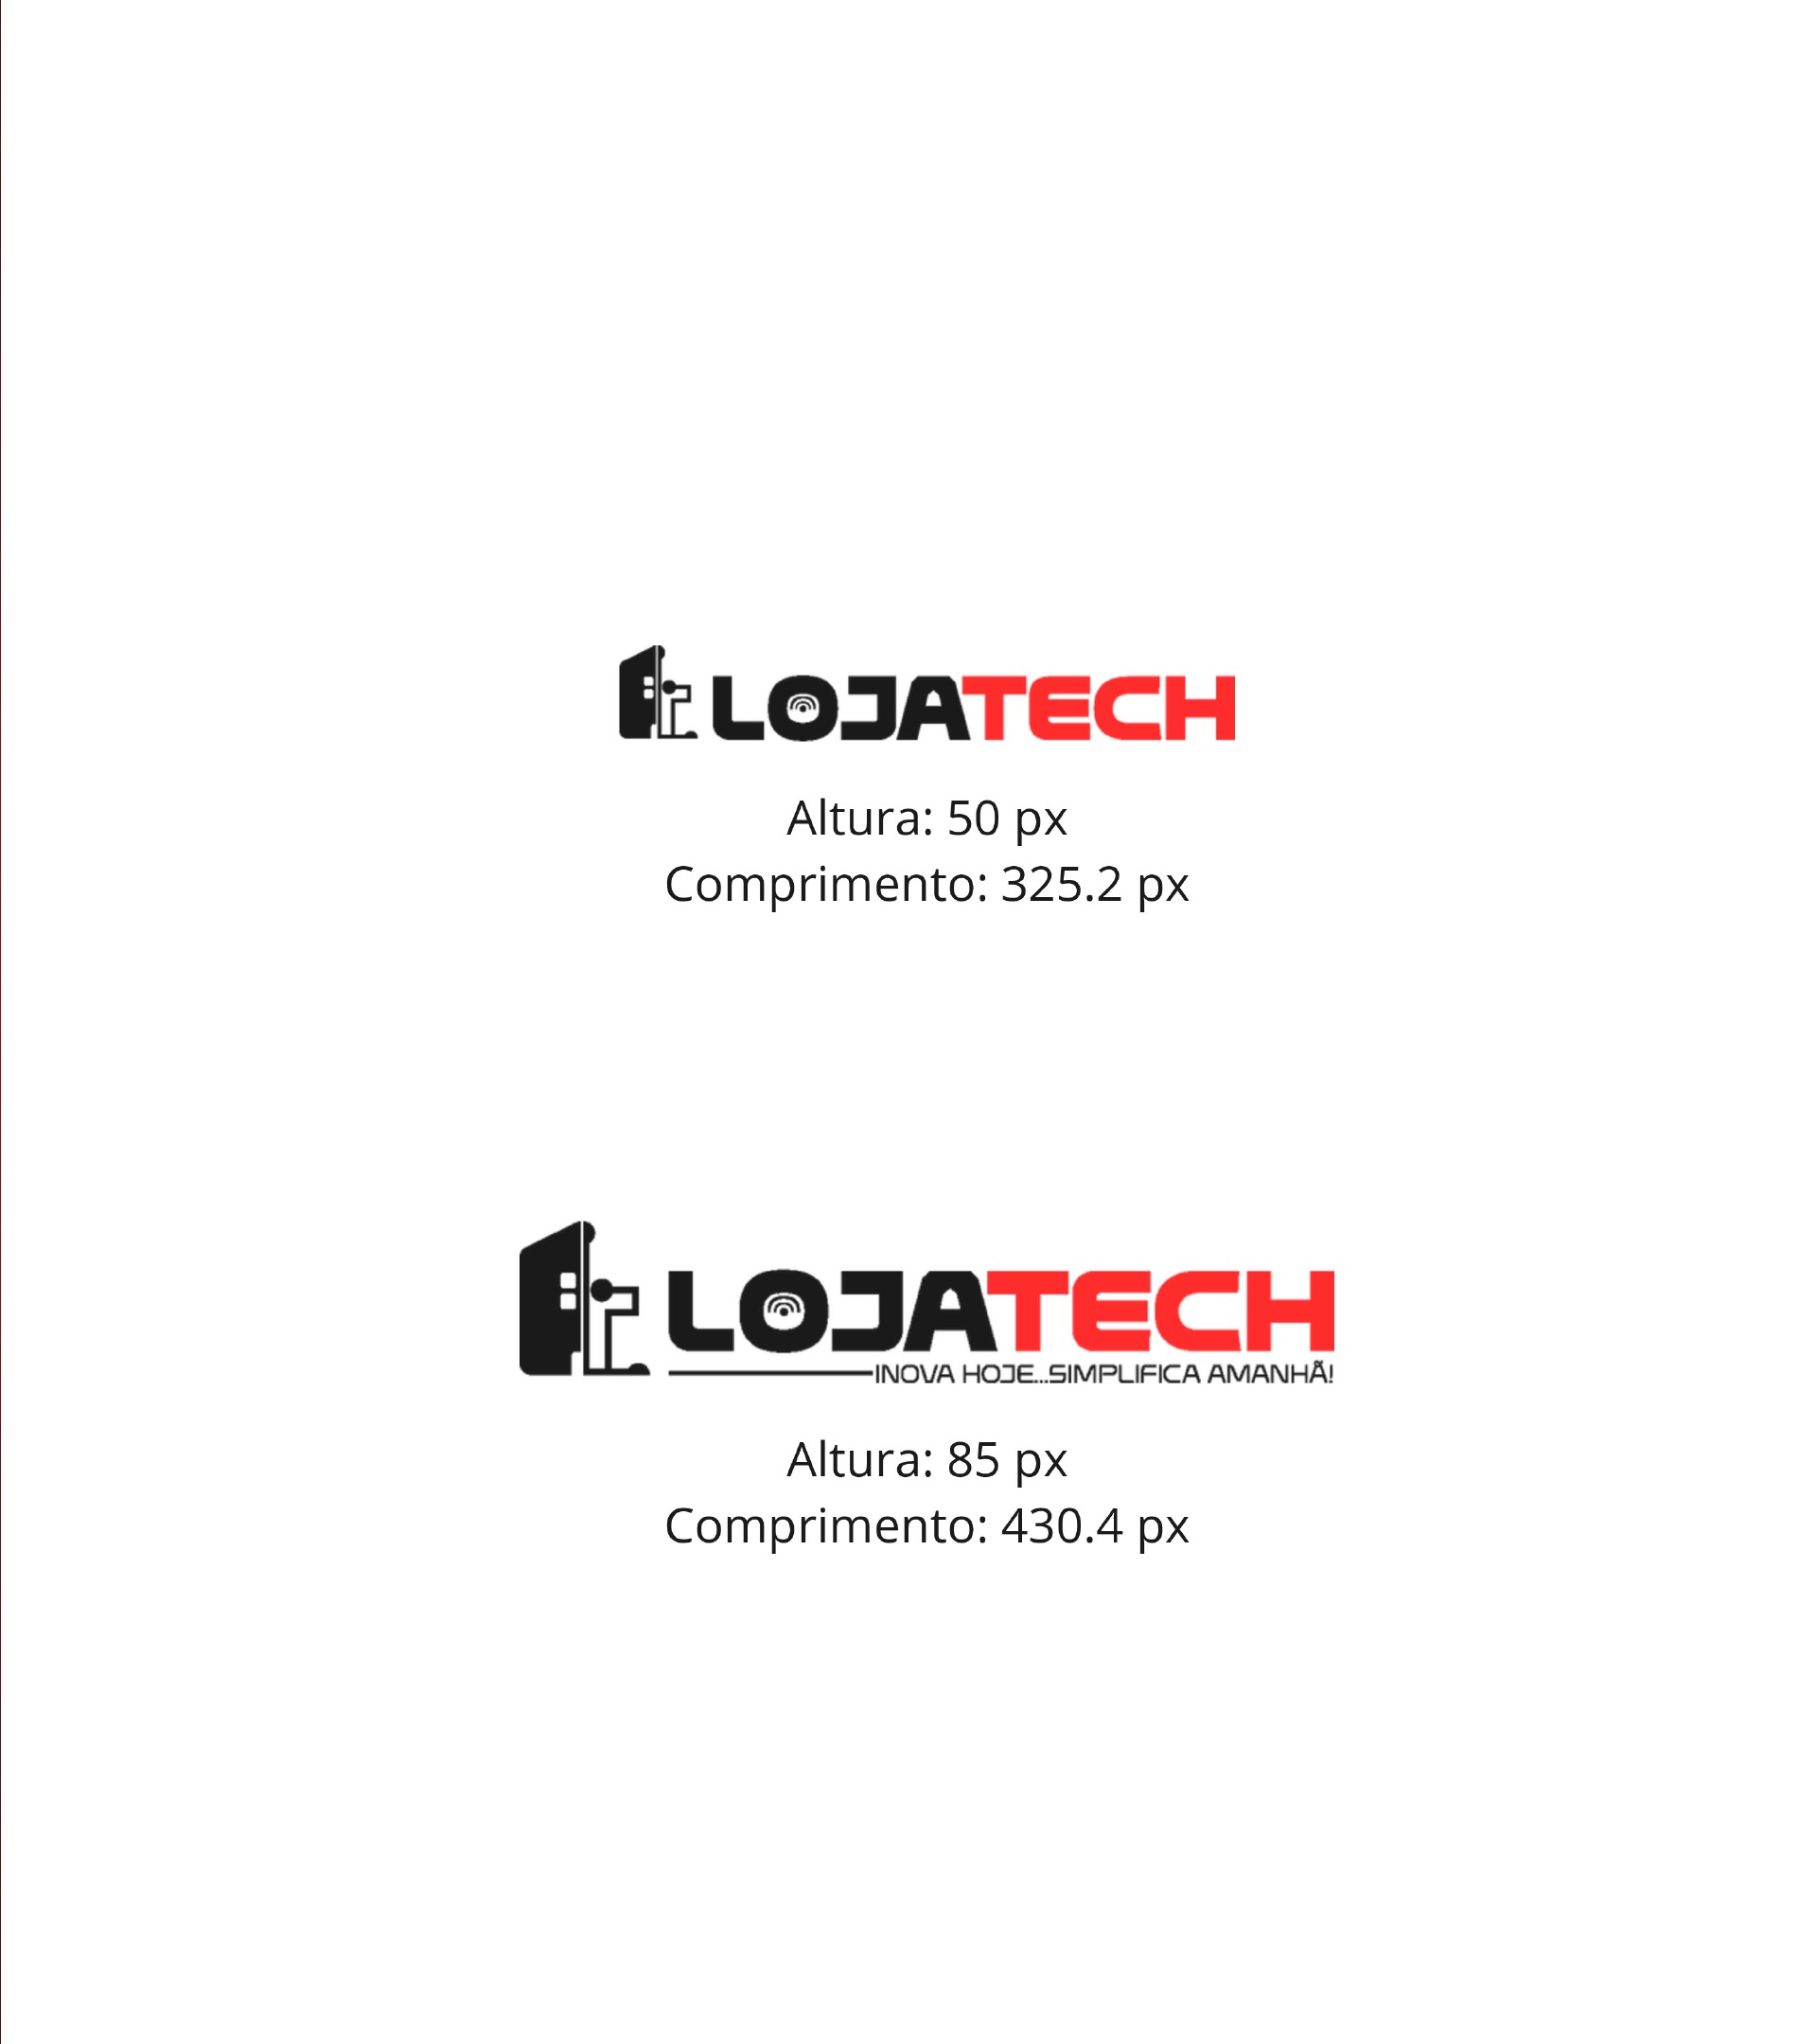 LOJATECH
Altura: 50 px
Comprimento: 325.2 px
LOJATECH
INOVA HOJE...SIMPLIFICA AMANHÃ!
Altura: 85 px
Comprimento: 430.4 px